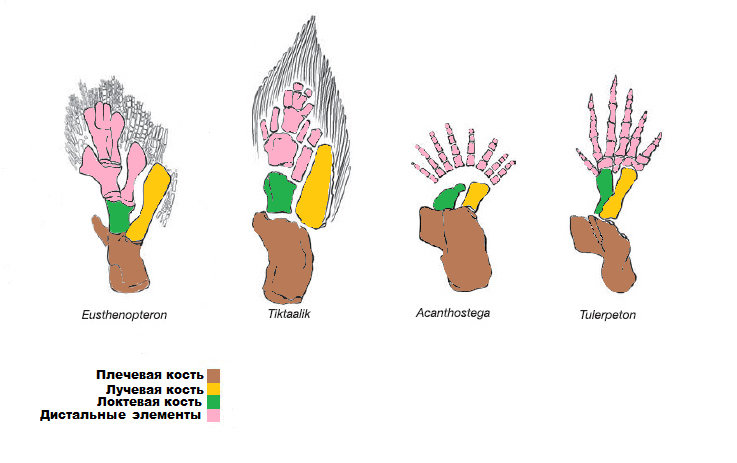 Eusthenopteron Tiktaalik Acanthostega Tulerpeton
Плечевая кость
Лучевая кость
Локтевая кость
Дистальные элементы